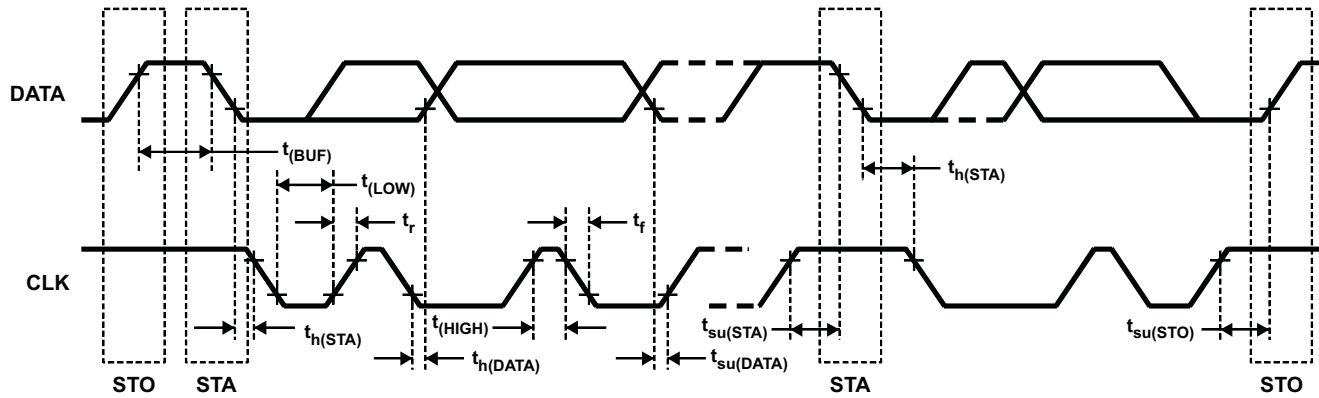 DATA
t(BUF)
t(LOW)
th(STA)
tr
tf
CLK
th(STA)
t(HIGH)
th(DATA)
tsu(DATA)
tsu(STA)
tsu(STO)
STO
STA
STA
STO